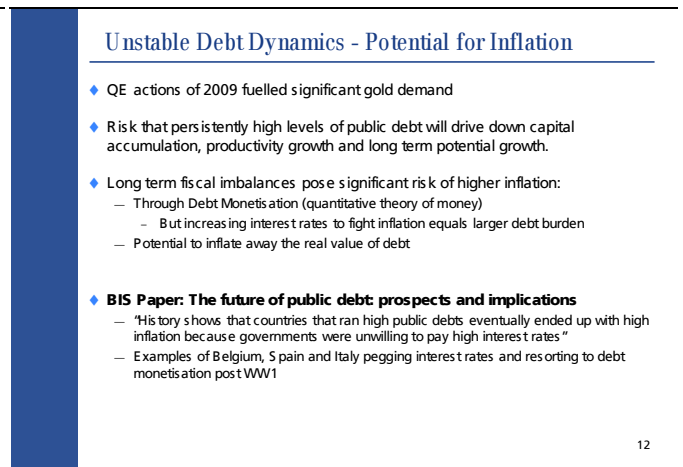 Unstable Debt Dynamics - Potential for Inflation
♦ QE actions of 2009 fuelled significant gold demand
♦ Risk that persistently high levels of public debt will drive down capital
accumulation, productivity growth and long term potential growth.
♦ Long term fiscal imbalances pose significant risk of higher inflation:
— Through Debt Monetisation (quantitative theory of money)
– But increasing interest rates to fight inflation equals larger debt burden
— Potential to inflate away the real value of debt
♦ BIS Paper: The future of public debt: prospects and implications
— “History shows that countries that ran high public debts eventually ended up with high
inflation because governments were unwilling to pay high interest rates”
— Examples of Belgium, Spain and Italy pegging interest rates and resorting to debt
monetisation post WW1
12